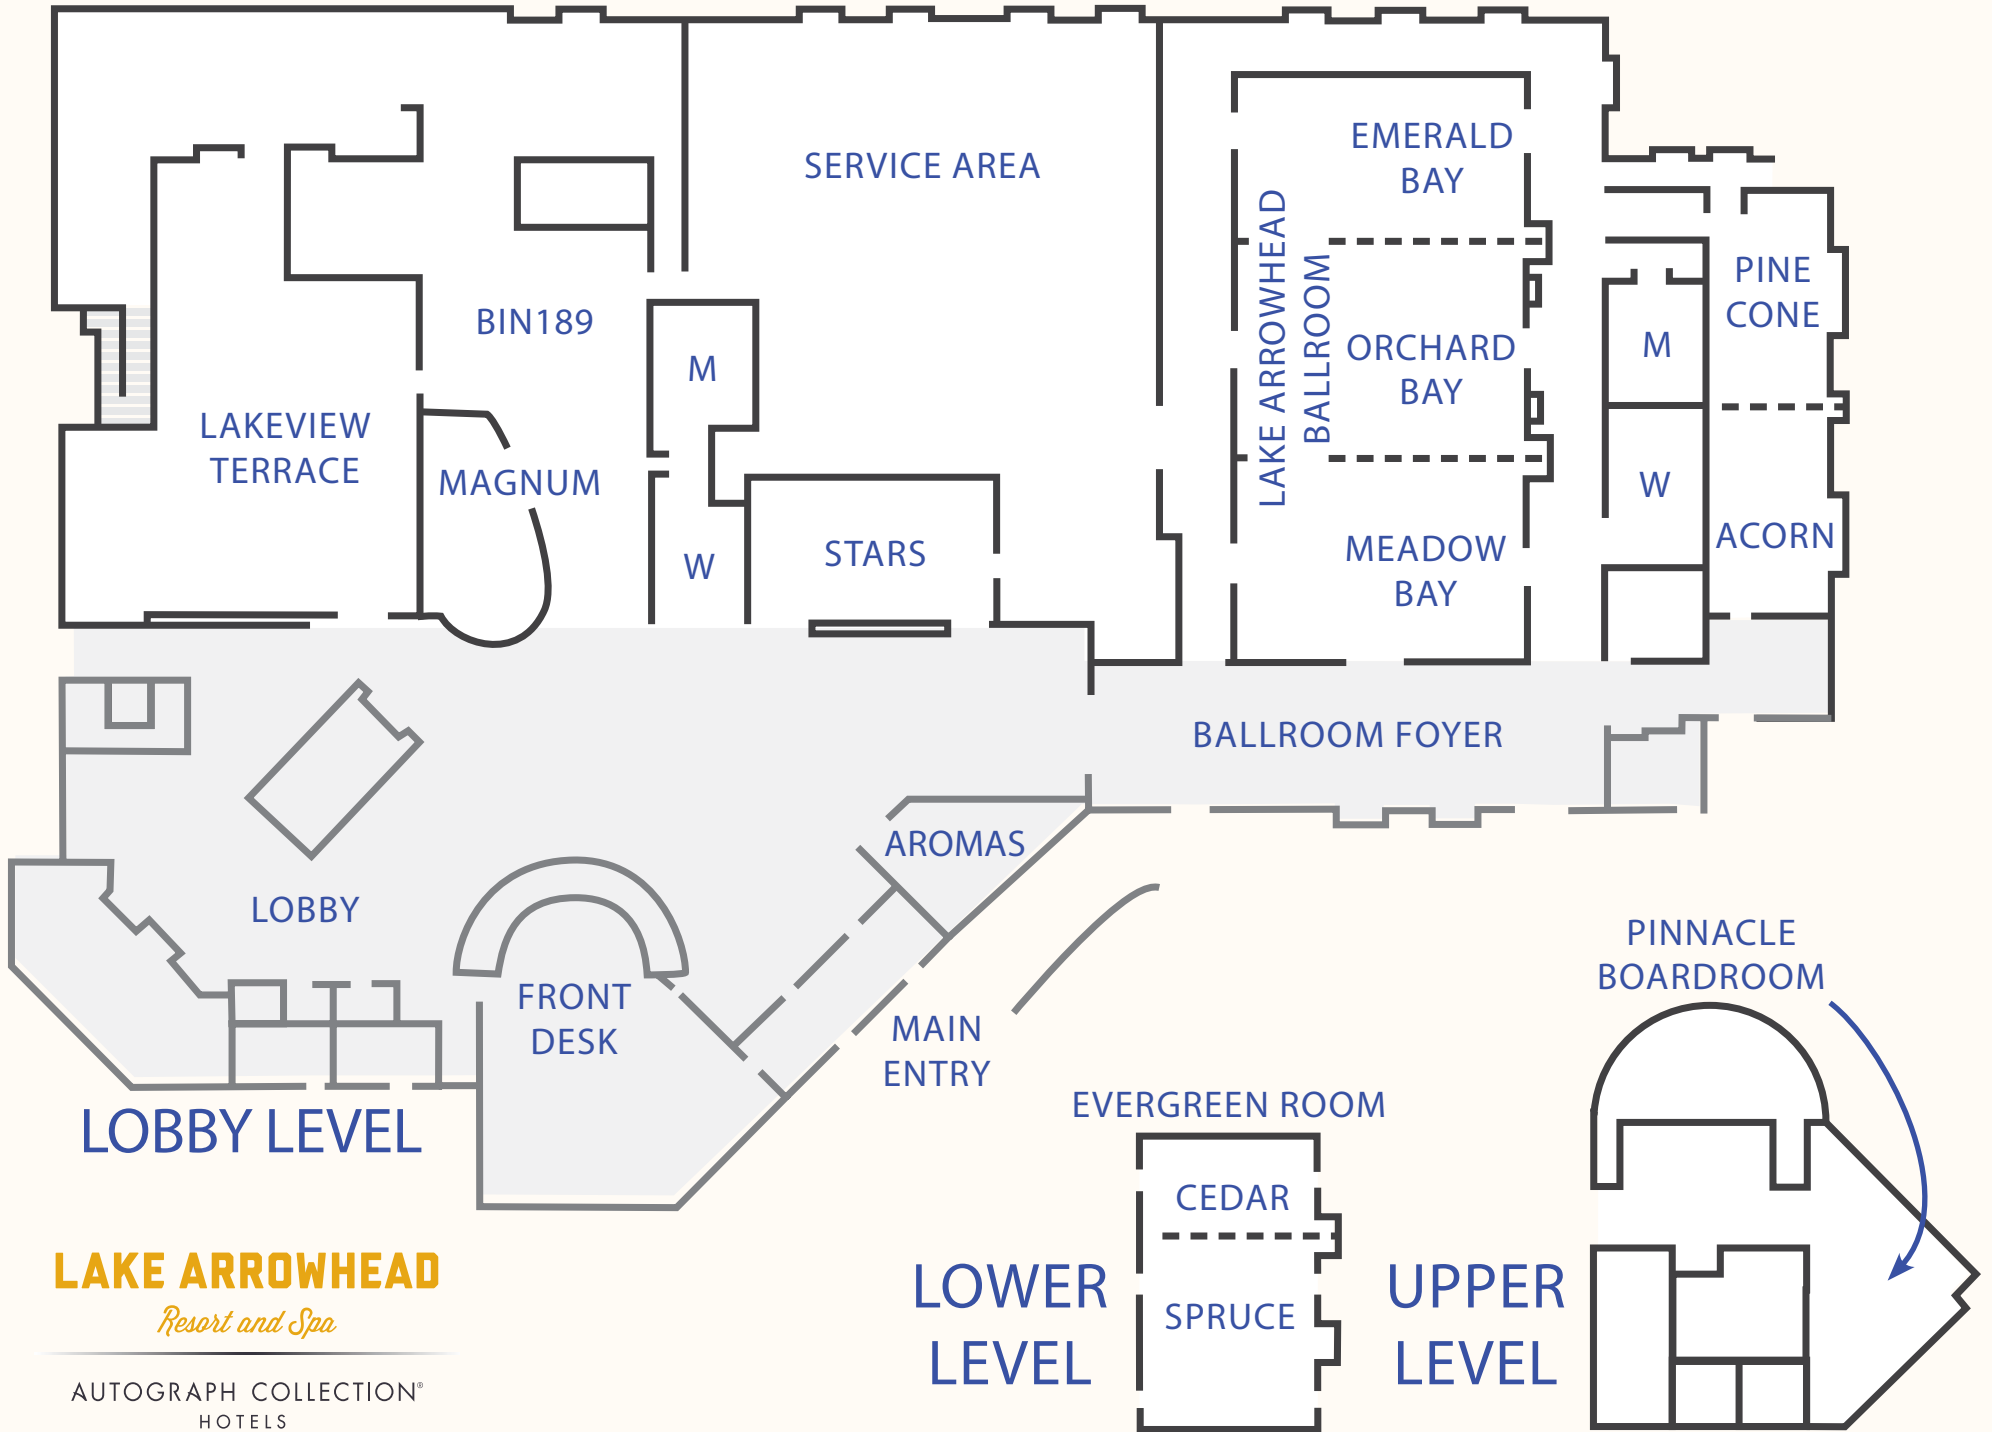 EMERALD
BAY
SERVICE AREA
LAKE ARROWHEAD
BALLROOM
PINE
CONE
BIN189
M
ORCHARD
BAY
M
LAKEVIEW
TERRACE
MAGNUM
W
ACORN
STARS
W
MEADOW
BAY
BALLROOM FOYER
AROMAS
LOBBY
FRONT
DESK
MAIN
ENTRY
PINNACLE
BOARDROOM
LOBBY LEVEL
EVERGREEN ROOM
CEDAR
SPRUCE
LOWER
LEVEL
UPPER
LEVEL
LAKE ARROWHEAD
Resort and Spa
AUTOGRAPH COLLECTION®
HOTELS